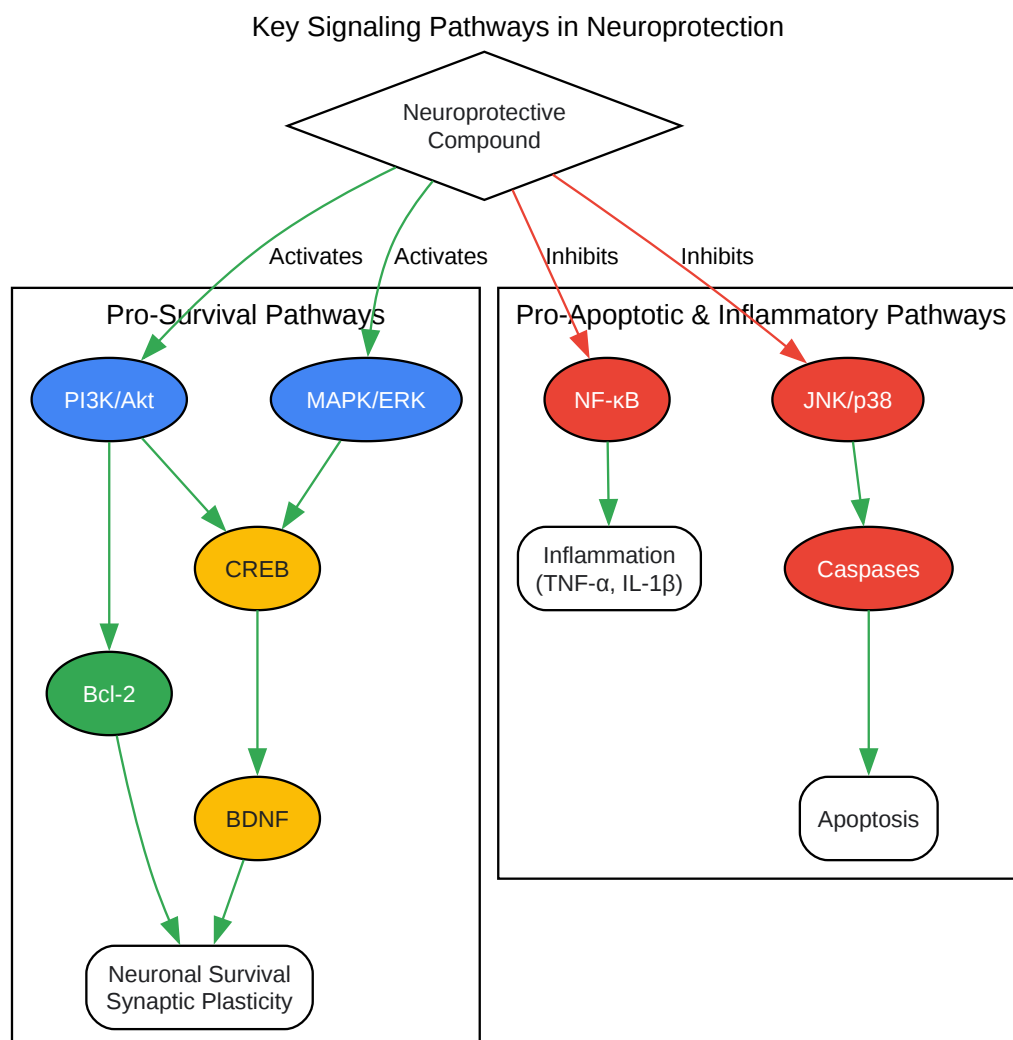 Key Signaling Pathways in Neuroprotection
Neuroprotective
Compound
Activates
Activates
Inhibits
Inhibits
Pro-Survival Pathways
Pro-Apoptotic & Inflammatory Pathways
PI3K/Akt
MAPK/ERK
NF-κB
JNK/p38
CREB
Inflammation
(TNF-α, IL-1β)
Caspases
Bcl-2
BDNF
Apoptosis
Neuronal Survival
Synaptic Plasticity